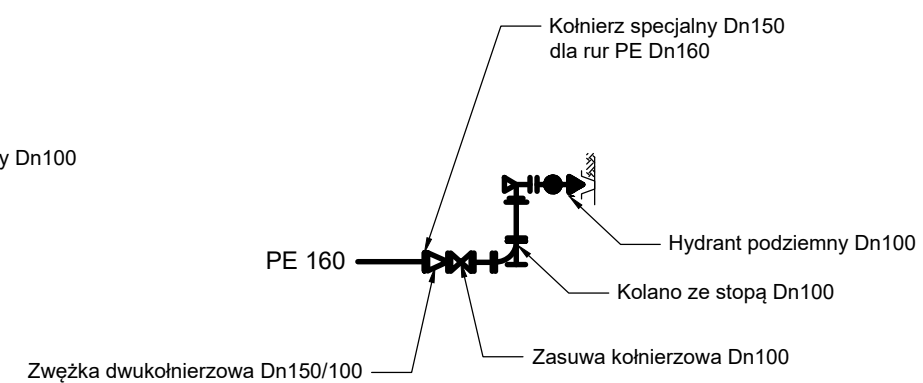 Kołnierz specjalny Dn150
dla rur PE Dn160
y Dn100
Hydrant podziemny Dn100
PE 160
Kolano ze stopą Dn100
Zasuwa kołnierzowa Dn100
Zwężka dwukołnierzowa Dn150/100